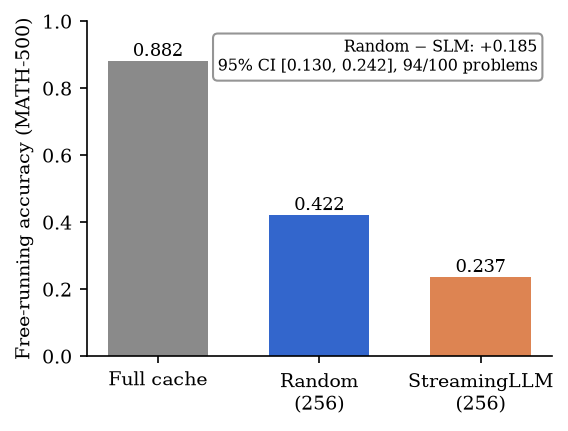 Free-running accuracy (MATH-500)
1.0
0.8
0.6
0.4
0.2
0.0
Random − SLM: +0.185
95% CI [0.130, 0.242], 94/100 problems
0.882
0.422
0.237
Full cache
Random
(256)
StreamingLLM
(256)